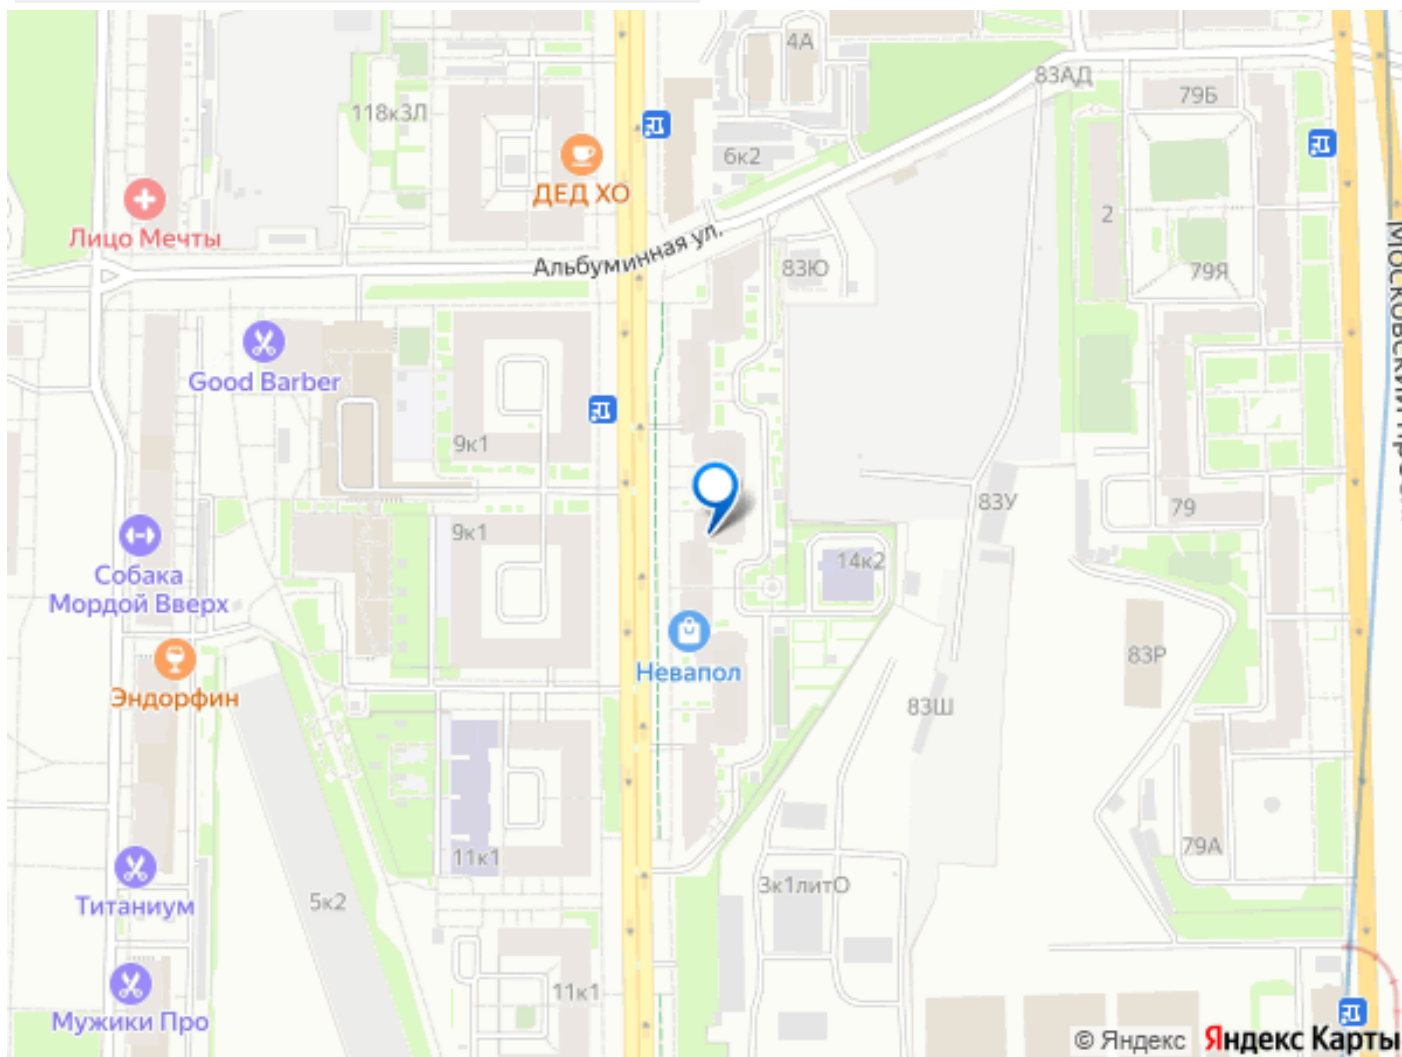 4А
83АД
79Б
118к3Л
6к2
ДЕД ХО
2
Лицо Мечты
Альбуминная ул.
83Ю
79Я
Московский
Good Barber
9к1
83У
79
9к1
14к2
Собака
Мордой Вверх
Невапол
83Р
Эндорфин
83Ш
79А
11к1
3к1литО
5к2
Титаниум
11к1
Мужики Про
© Яндекс Яндекс Карты